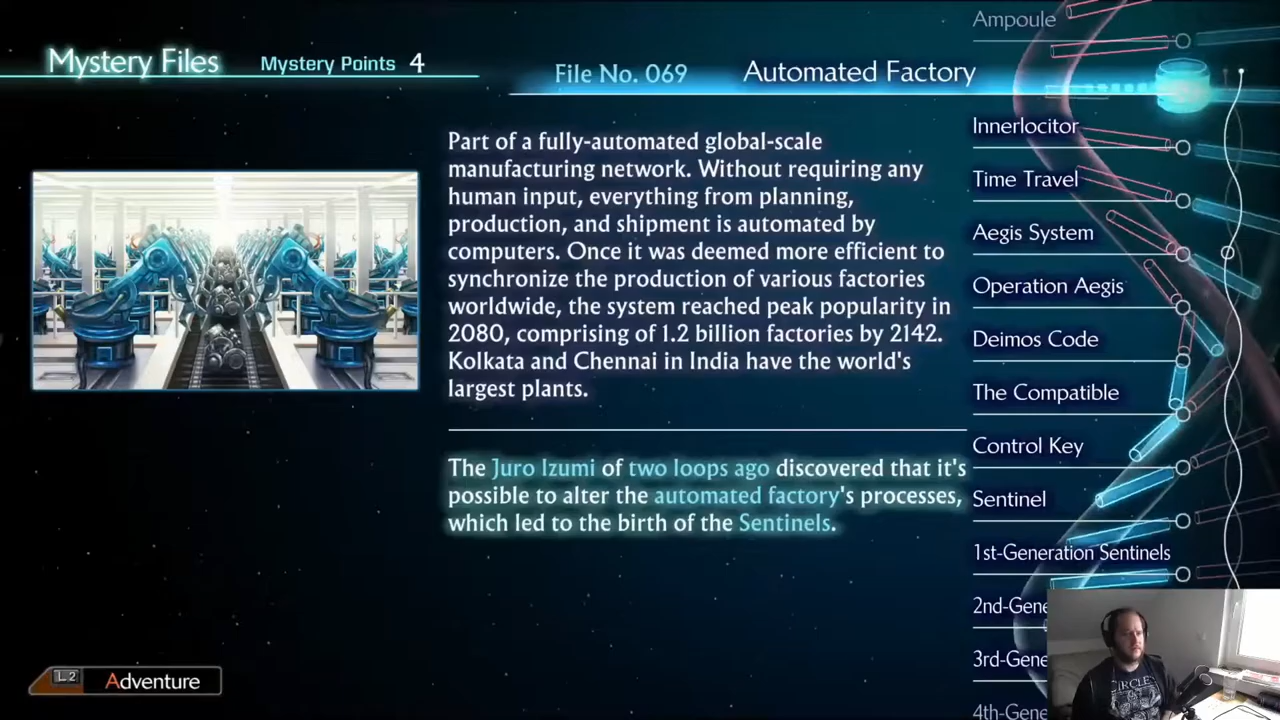 Mystery Files
Mystery Points 4
File No. 069
Automated Factory
Part of a fully-automated global-scale
manufacturing network. Without requiring any
human input, everything from planning,
production, and shipment is automated by
computers. Once it was deemed more efficient to
synchronize the production of various factories
worldwide, the system reached peak popularity in
2080, comprising of 1.2 billion factories by 2142.
Kolkata and Chennai in India have the world's
largest plants.
The Juro Izumi of two loops ago discovered that it's
possible to alter the automated factory's processes,
which led to the birth of the Sentinels.
Ampoule
Innerlocitor
Time Travel
Aegis System
Operation Aegis
Deimos Code
The Compatible
Control Key
Sentinel
1st-Generation Sentinels
2nd-Gene
3rd-Gene
4th-Gene
L2 Adventure
CIRCLE